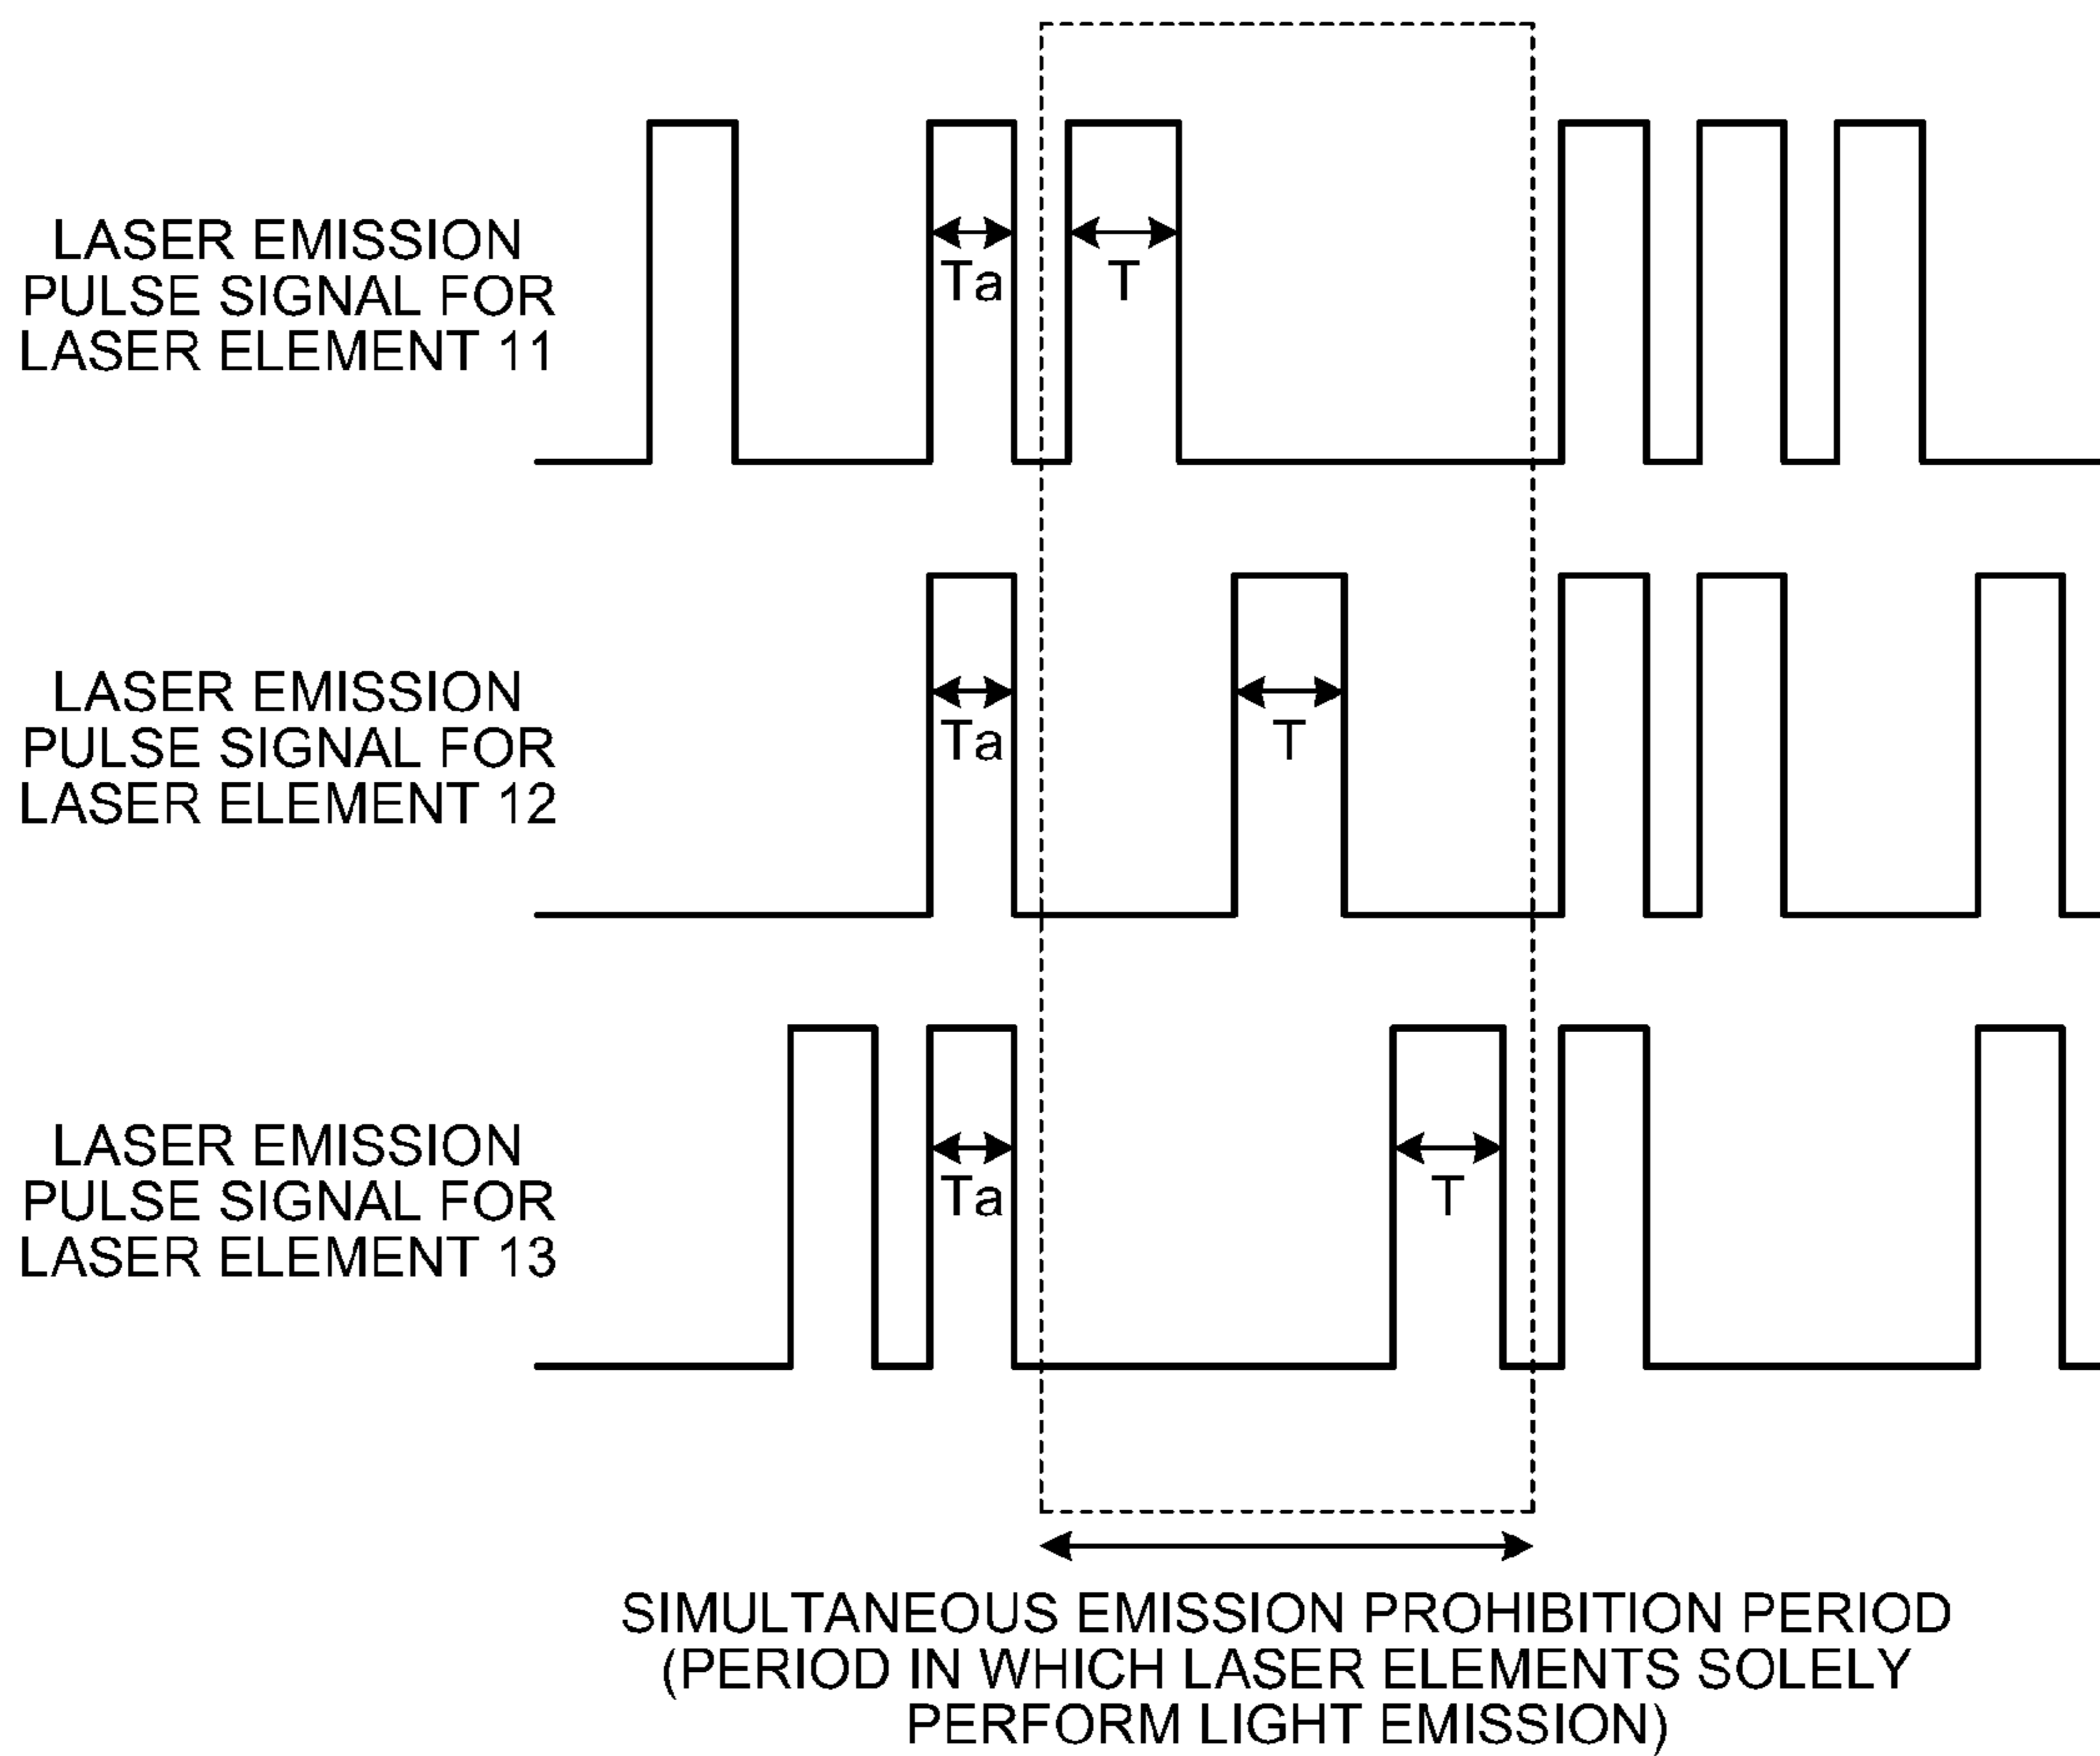 LASER EMISSION
PULSE SIGNAL FOR
LASER ELEMENT 11
Ta
T
LASER EMISSION
PULSE SIGNAL FOR
LASER ELEMENT 12
Ta
T
LASER EMISSION
PULSE SIGNAL FOR
LASER ELEMENT 13
Ta
T
SIMULTANEOUS EMISSION PROHIBITION PERIOD
(PERIOD IN WHICH LASER ELEMENTS SOLELY
PERFORM LIGHT EMISSION)